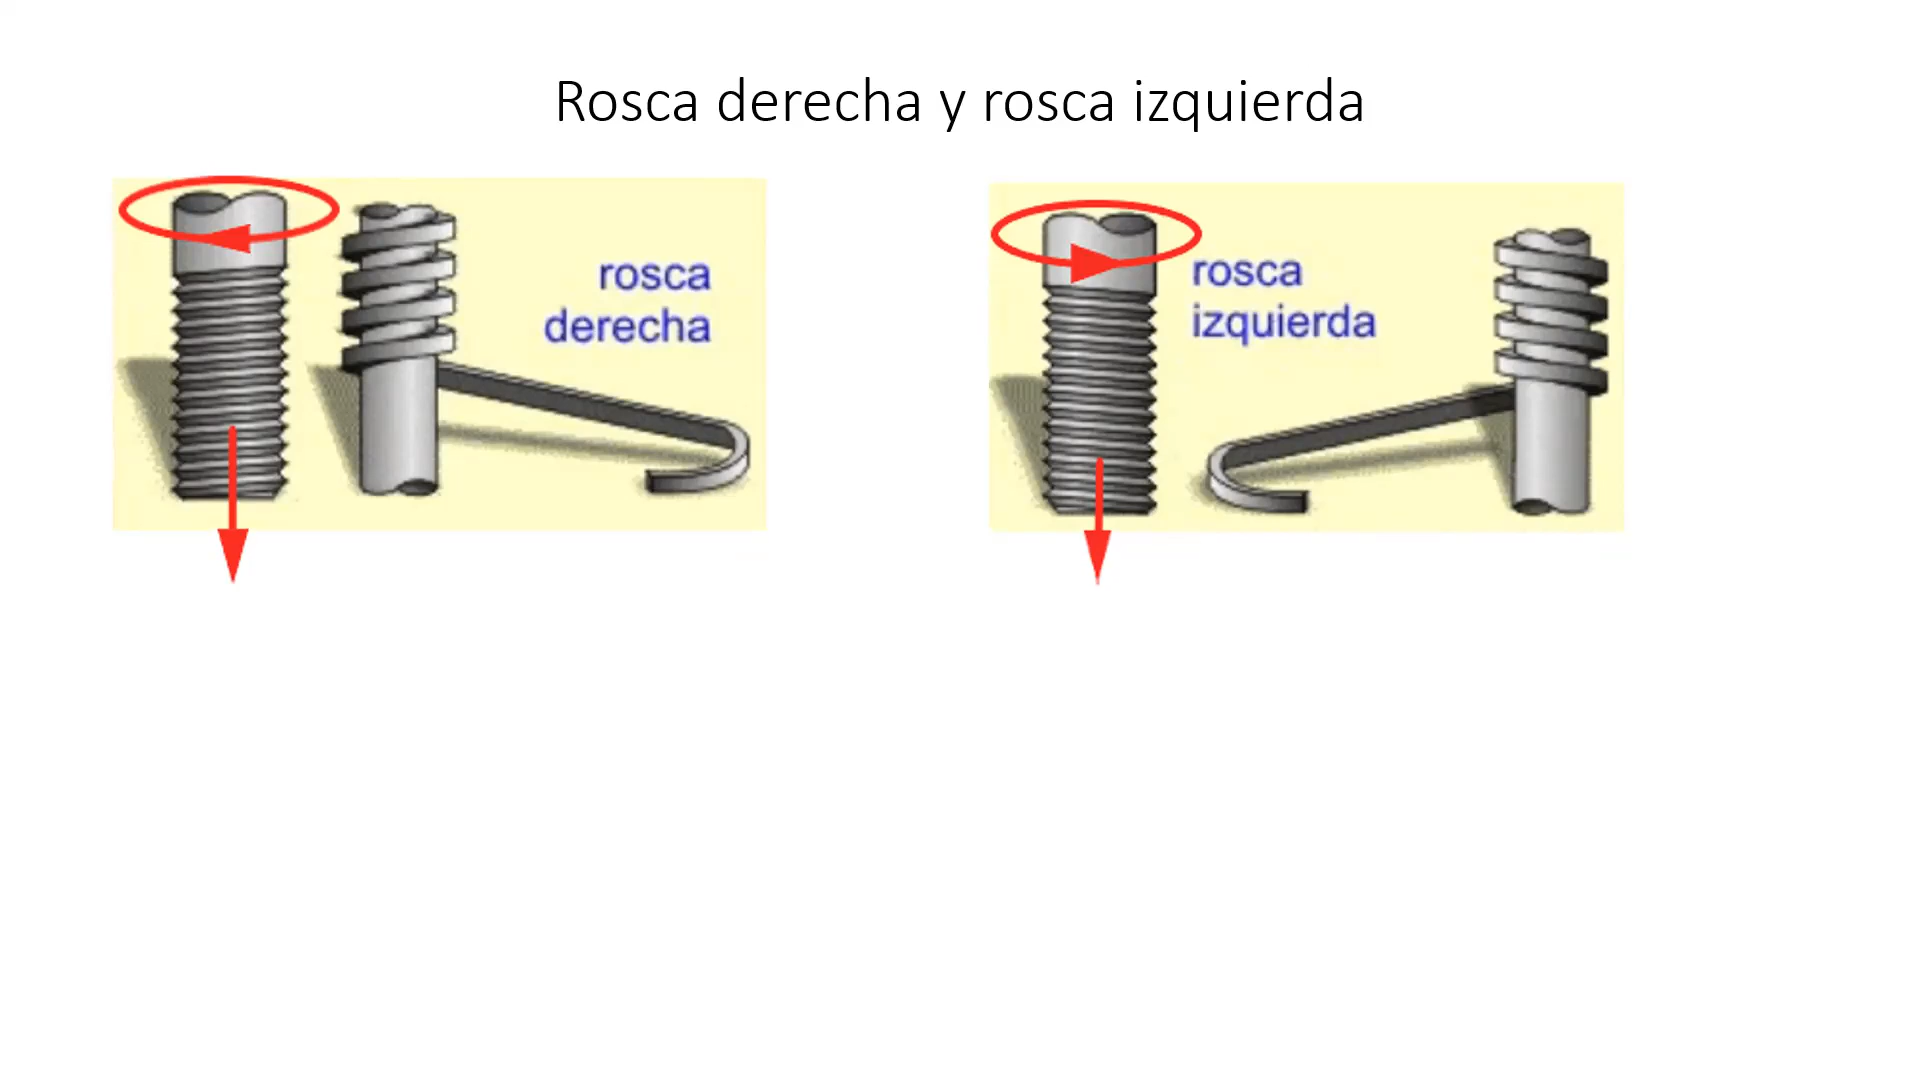 Rosca derecha y rosca izquierda
rosca
derecha
rosca
izquierda